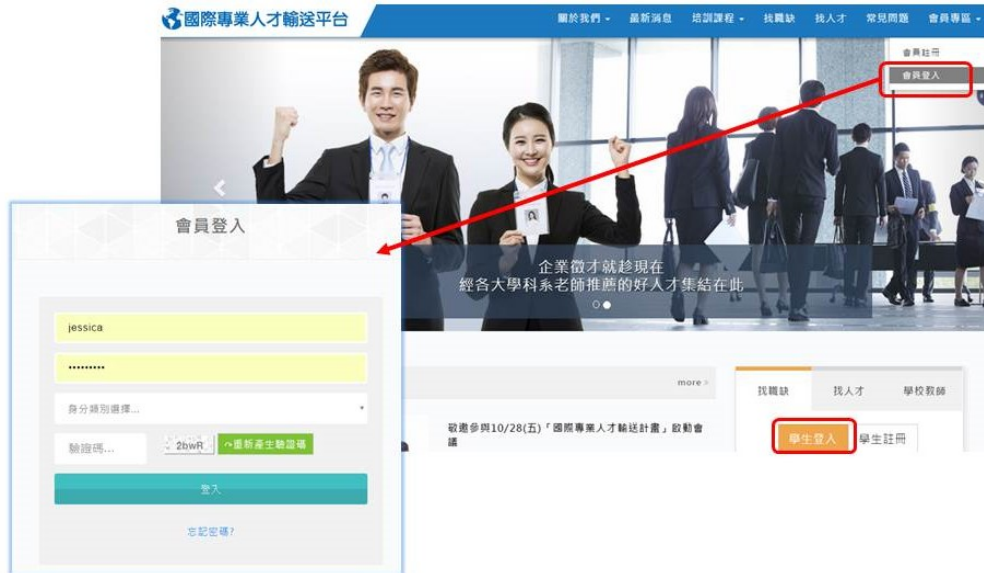 國際專業人才輸送平台
關於我們
最新消息
培訓課程
找職缺
找人才
常見問題
會員專區
會員註冊
會員登入
企業徵才就趁現在
經各大學科系老師推薦的好人才集結在此
會員登入
jessica
•••••••••
身分類別選擇...
驗證碼...
2bwR
重新產生驗證碼
登入
忘記密碼?
more »
敬邀參與10/28(五)「國際專業人才輸送計畫」啟動會
議
找職缺
找人才
學校教師
學生登入
學生註冊